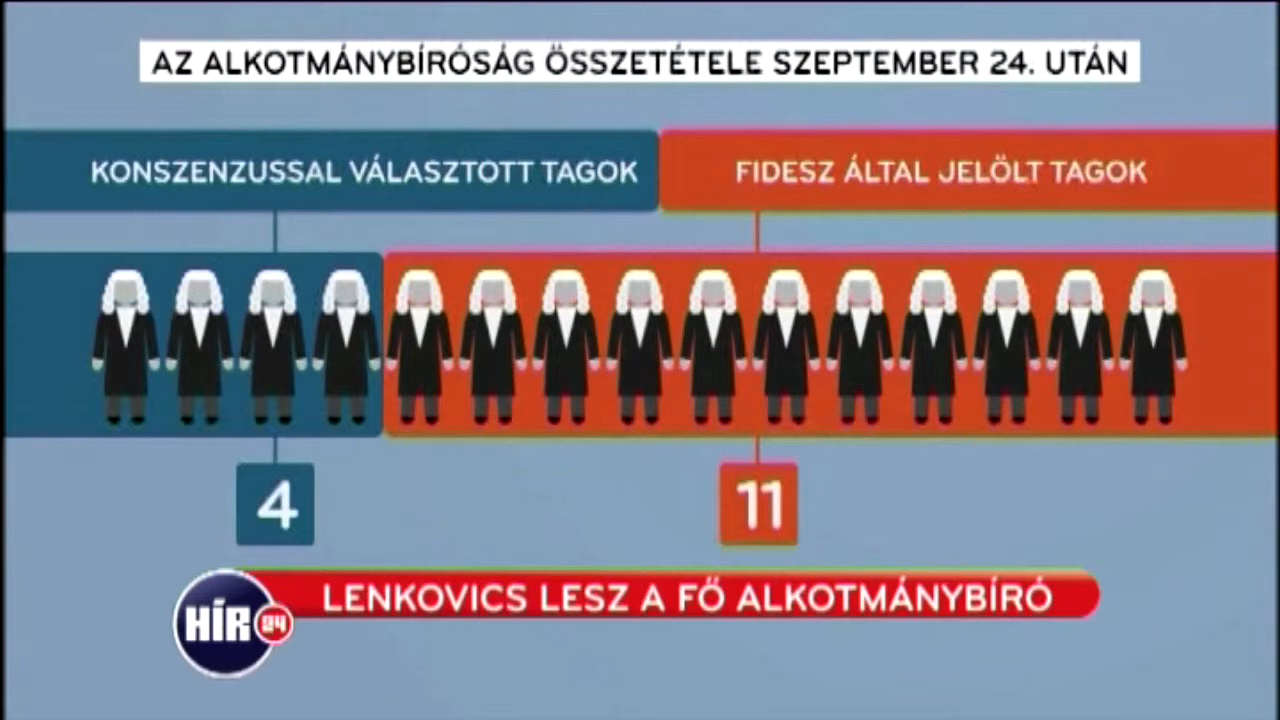 AZ ALKOTMÁNYBÍRÓSÁG ÖSSZETÉTELE SZEPTEMBER 24. UTÁN
KONSZENZUSSAL VÁLASZTOTT TAGOK
FIDESZ ÁLTAL JELÖLT TAGOK
4
11
LENKOVICS LESZ A FŐ ALKOTMÁNYBÍRÓ
HÍR 24